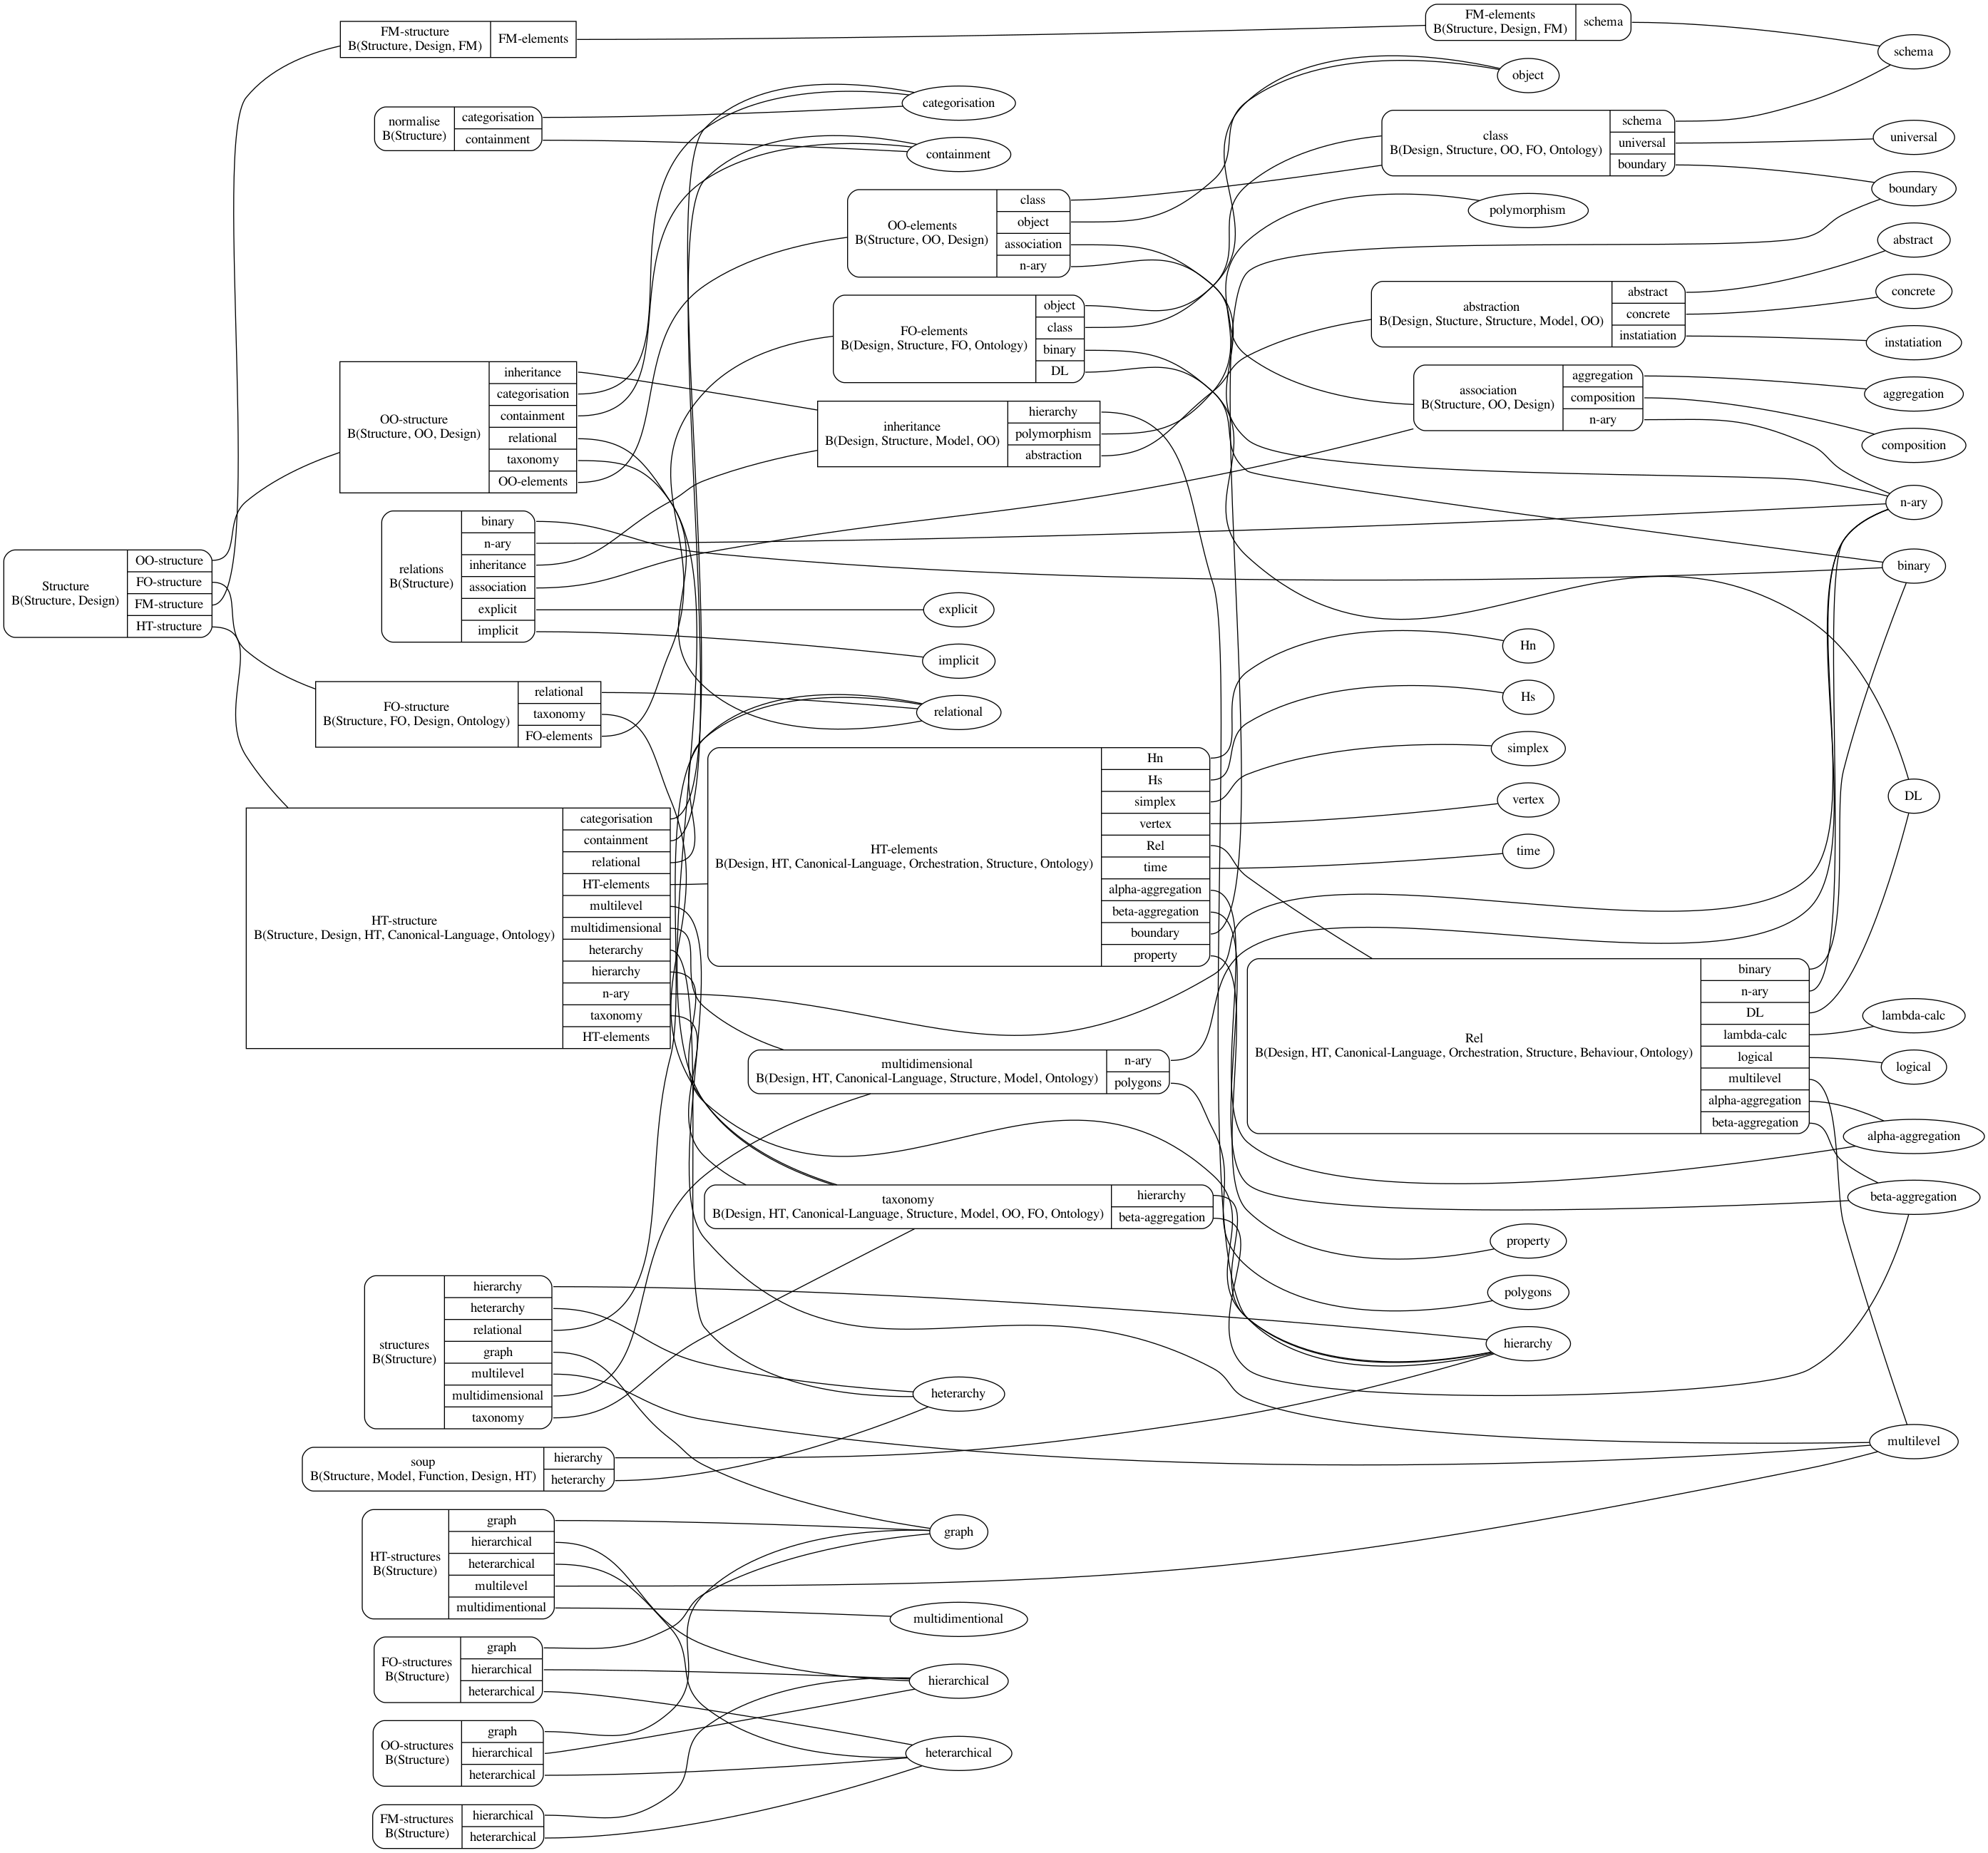 Structure
B(Structure, Design)
OO-structure
FO-structure
FM-structure
HT-structure
FM-structure
B(Structure, Design, FM)
FM-elements
normalise
B(Structure)
categorisation
containment
OO-structure
B(Structure, OO, Design)
inheritance
categorisation
containment
relational
taxonomy
OO-elements
relations
B(Structure)
binary
n-ary
inheritance
association
explicit
implicit
FO-structure
B(Structure, FO, Design, Ontology)
relational
taxonomy
FO-elements
HT-structure
B(Structure, Design, HT, Canonical-Language, Ontology)
categorisation
containment
relational
HT-elements
multilevel
multidimensional
heterarchy
hierarchy
n-ary
taxonomy
HT-elements
structures
B(Structure)
hierarchy
heterarchy
relational
graph
multilevel
multidimensional
taxonomy
soup
B(Structure, Model, Function, Design, HT)
hierarchy
heterarchy
HT-structures
B(Structure)
graph
hierarchical
heterarchical
multilevel
multidimentional
FO-structures
B(Structure)
graph
hierarchical
heterarchical
OO-structures
B(Structure)
graph
hierarchical
heterarchical
FM-structures
B(Structure)
hierarchical
heterarchical
categorisation
containment
OO-elements
B(Structure, OO, Design)
class
object
association
n-ary
FO-elements
B(Design, Structure, FO, Ontology)
object
class
binary
DL
inheritance
B(Design, Structure, Model, OO)
hierarchy
polymorphism
abstraction
explicit
implicit
relational
HT-elements
B(Design, HT, Canonical-Language, Orchestration, Structure, Ontology)
Hn
Hs
simplex
vertex
Rel
time
alpha-aggregation
beta-aggregation
boundary
property
multidimensional
B(Design, HT, Canonical-Language, Structure, Model, Ontology)
n-ary
polygons
taxonomy
B(Design, HT, Canonical-Language, Structure, Model, OO, FO, Ontology)
hierarchy
beta-aggregation
heterarchy
graph
multidimentional
hierarchical
heterarchical
FM-elements
B(Structure, Design, FM)
schema
object
class
B(Design, Structure, OO, FO, Ontology)
schema
universal
boundary
polymorphism
abstraction
B(Design, Stucture, Structure, Model, OO)
abstract
concrete
instatiation
association
B(Structure, OO, Design)
aggregation
composition
n-ary
Hn
Hs
simplex
vertex
time
Rel
B(Design, HT, Canonical-Language, Orchestration, Structure, Behaviour, Ontology)
binary
n-ary
DL
lambda-calc
logical
multilevel
alpha-aggregation
beta-aggregation
property
polygons
hierarchy
schema
universal
boundary
abstract
concrete
instatiation
aggregation
composition
n-ary
binary
DL
lambda-calc
logical
alpha-aggregation
beta-aggregation
multilevel